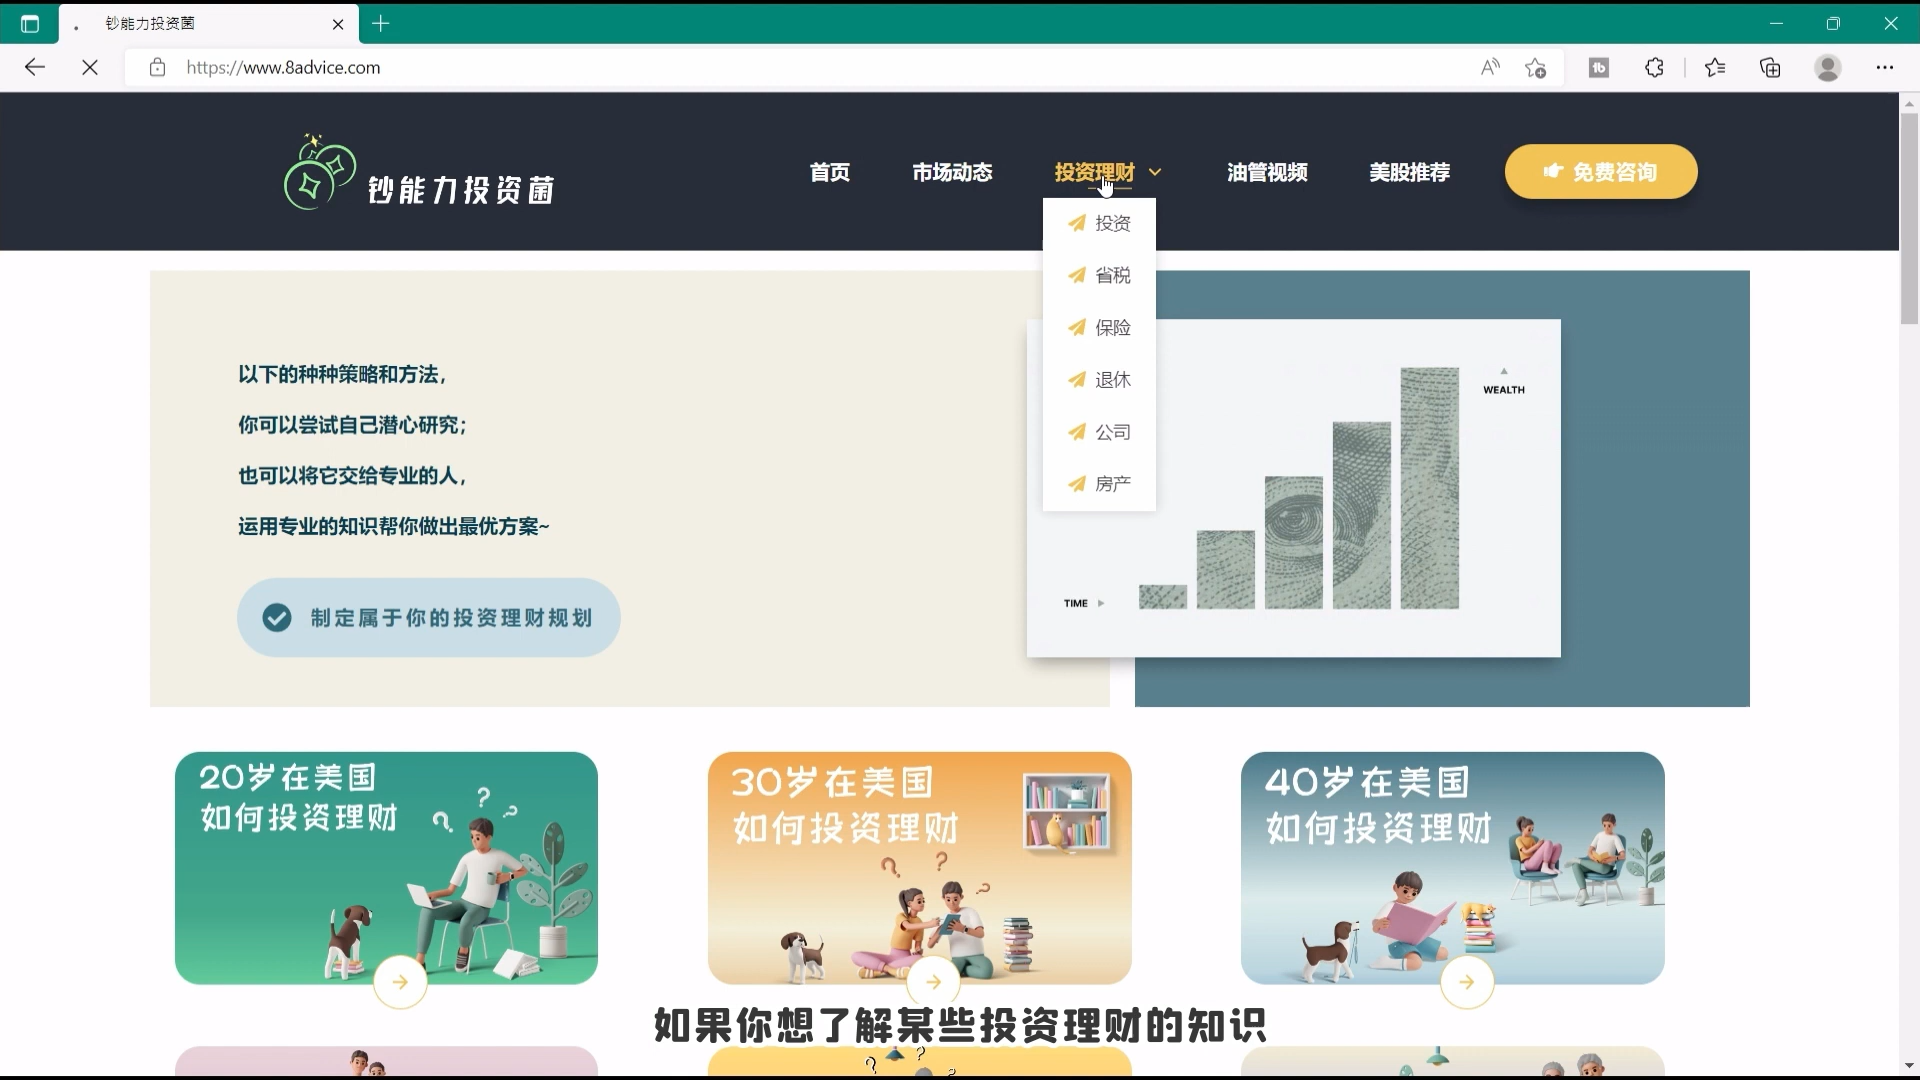 钞能力投资菌
https://www.8advice.com
钞能力投资菌
首页 市场动态 投资理财 油管视频 美股推荐 免费咨询
投资
省税
保险
退休
公司
房产
以下的种种策略和方法，
你可以尝试自己潜心研究；
也可以将它交给专业的人，
运用专业的知识帮你做出最优方案~
制定属于你的投资理财规划
WEALTH
TIME
20岁在美国
如何投资理财
30岁在美国
如何投资理财
40岁在美国
如何投资理财
如果你想了解某些投资理财的知识